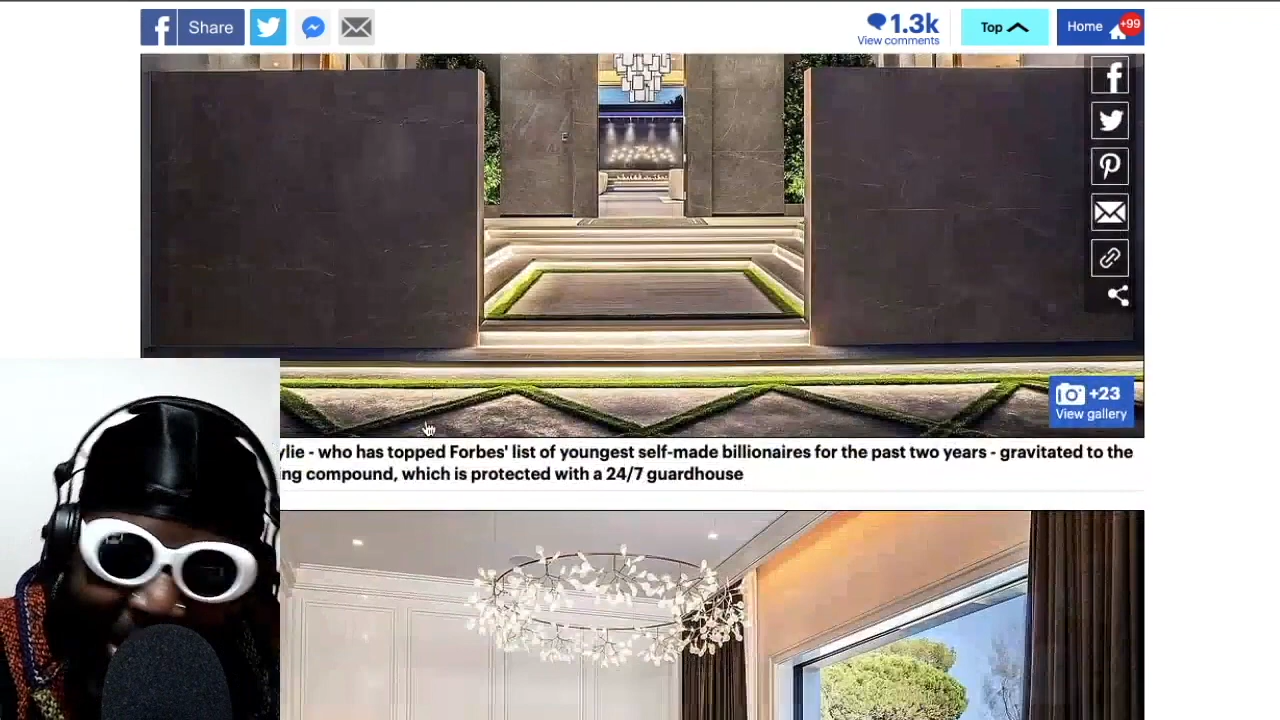 Share
1.3k
View comments
Top
Home
+99
+23
View gallery
ylie - who has topped Forbes' list of youngest self-made billionaires for the past two years - gravitated to the
ing compound, which is protected with a 24/7 guardhouse